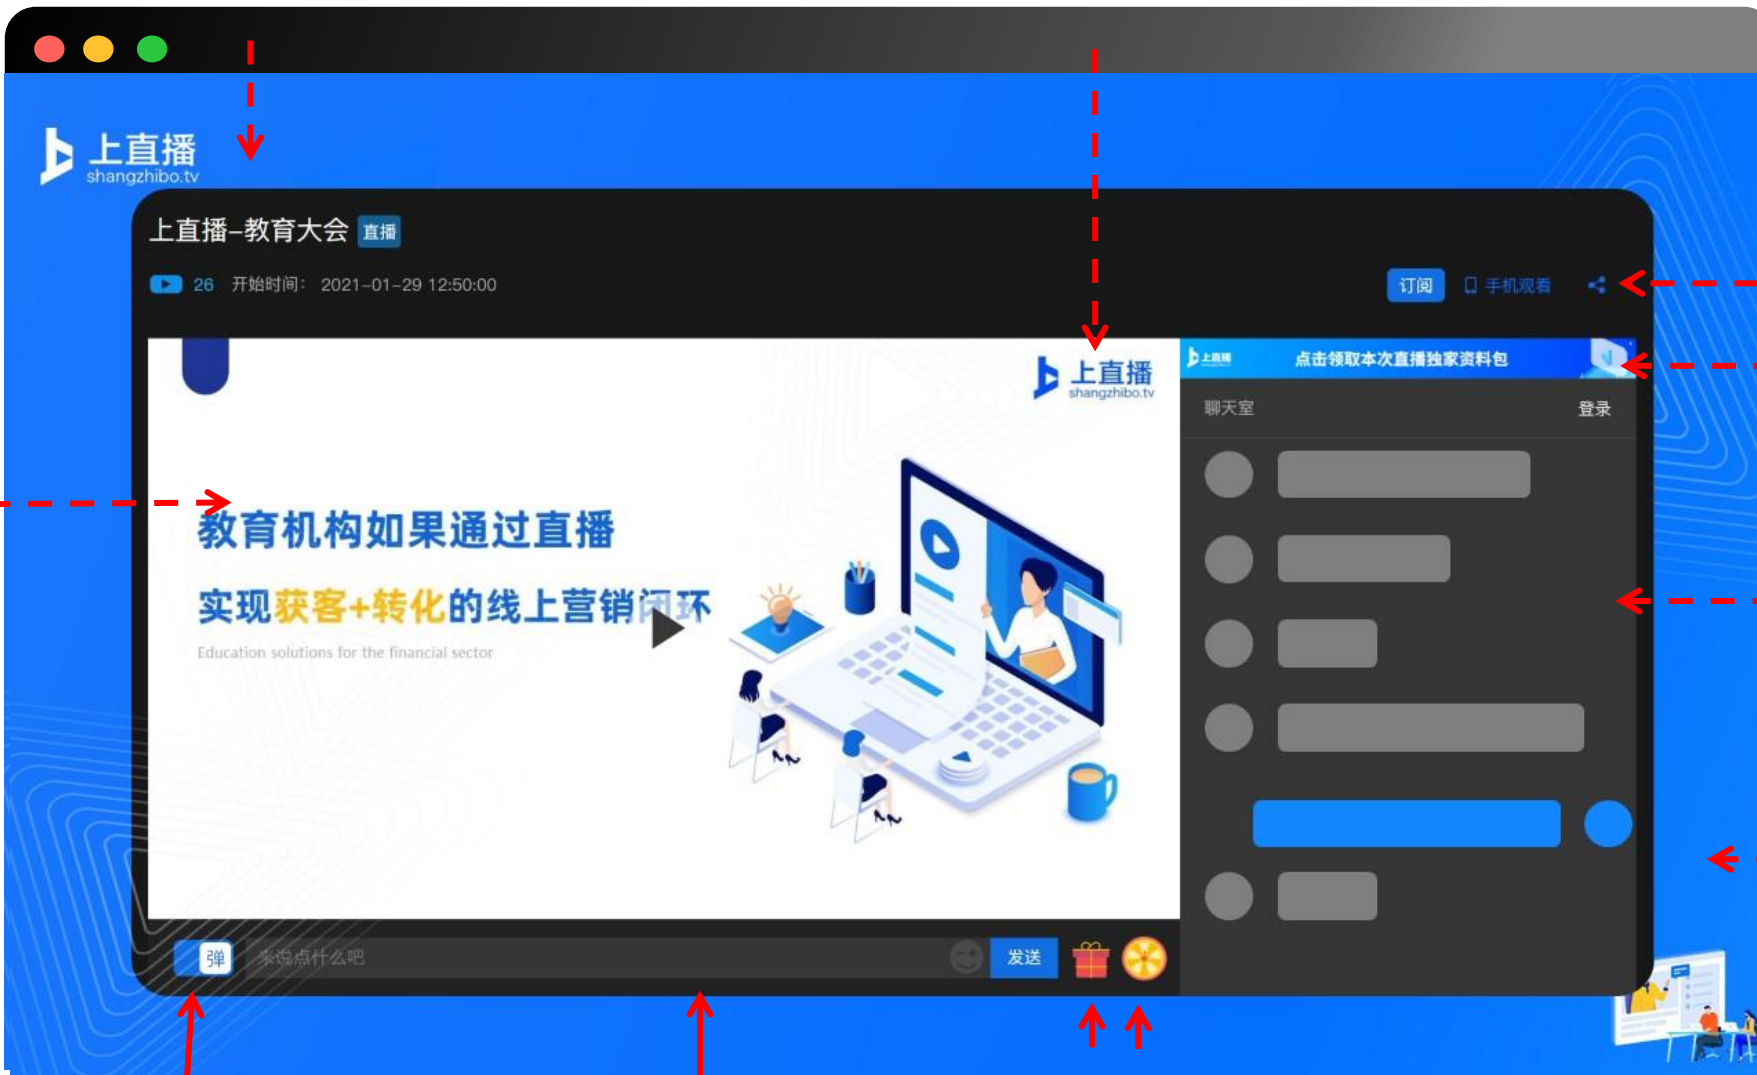 上直播
shangzhibo.tv
上直播-教育大会 直播
26 开始时间: 2021-01-29 12:50:00
订阅 手机观看
上直播
shangzhibo.tv
上直播 点击领取本次直播独家资料包
聊天室 登录
教育机构如果通过直播
实现获客+转化的线上营销闭环
Education solutions for the financial sector
弹 来说点什么吧 发送